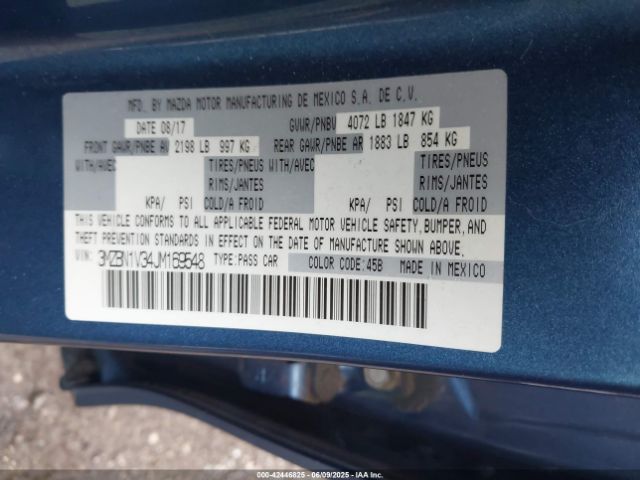 MFD. BY MAZDA MOTOR MANUFACTURING DE MEXICO S.A. DE C.V.
DATE 08/17 GVWR/PNBV 4072 LB 1847 KG
FRONT GAWR/PNBE AV 2198 LB 997 KG REAR GAWR/PNBE AR 1883 LB 854 KG
WITH/AVEC TIRES/PNEUS WITH/AVEC TIRES/PNEUS
RIMS/JANTES RIMS/JANTES
KPA/ PSI COLD/A FROID KPA/ PSI COLD/A FROID
THIS VEHICLE CONFORMS TO ALL APPLICABLE FEDERAL MOTOR VEHICLE SAFETY, BUMPER, AND
THEFT PREVENTION STANDARDS IN EFFECT ON THE DATE OF MANUFACTURE SHOWN ABOVE.
VIN: 3MZBN1V34JM169548 TYPE:PASS CAR COLOR CODE:45B MADE IN MEXICO
000-42446825 - 06/09/2025 - IAAI.COM